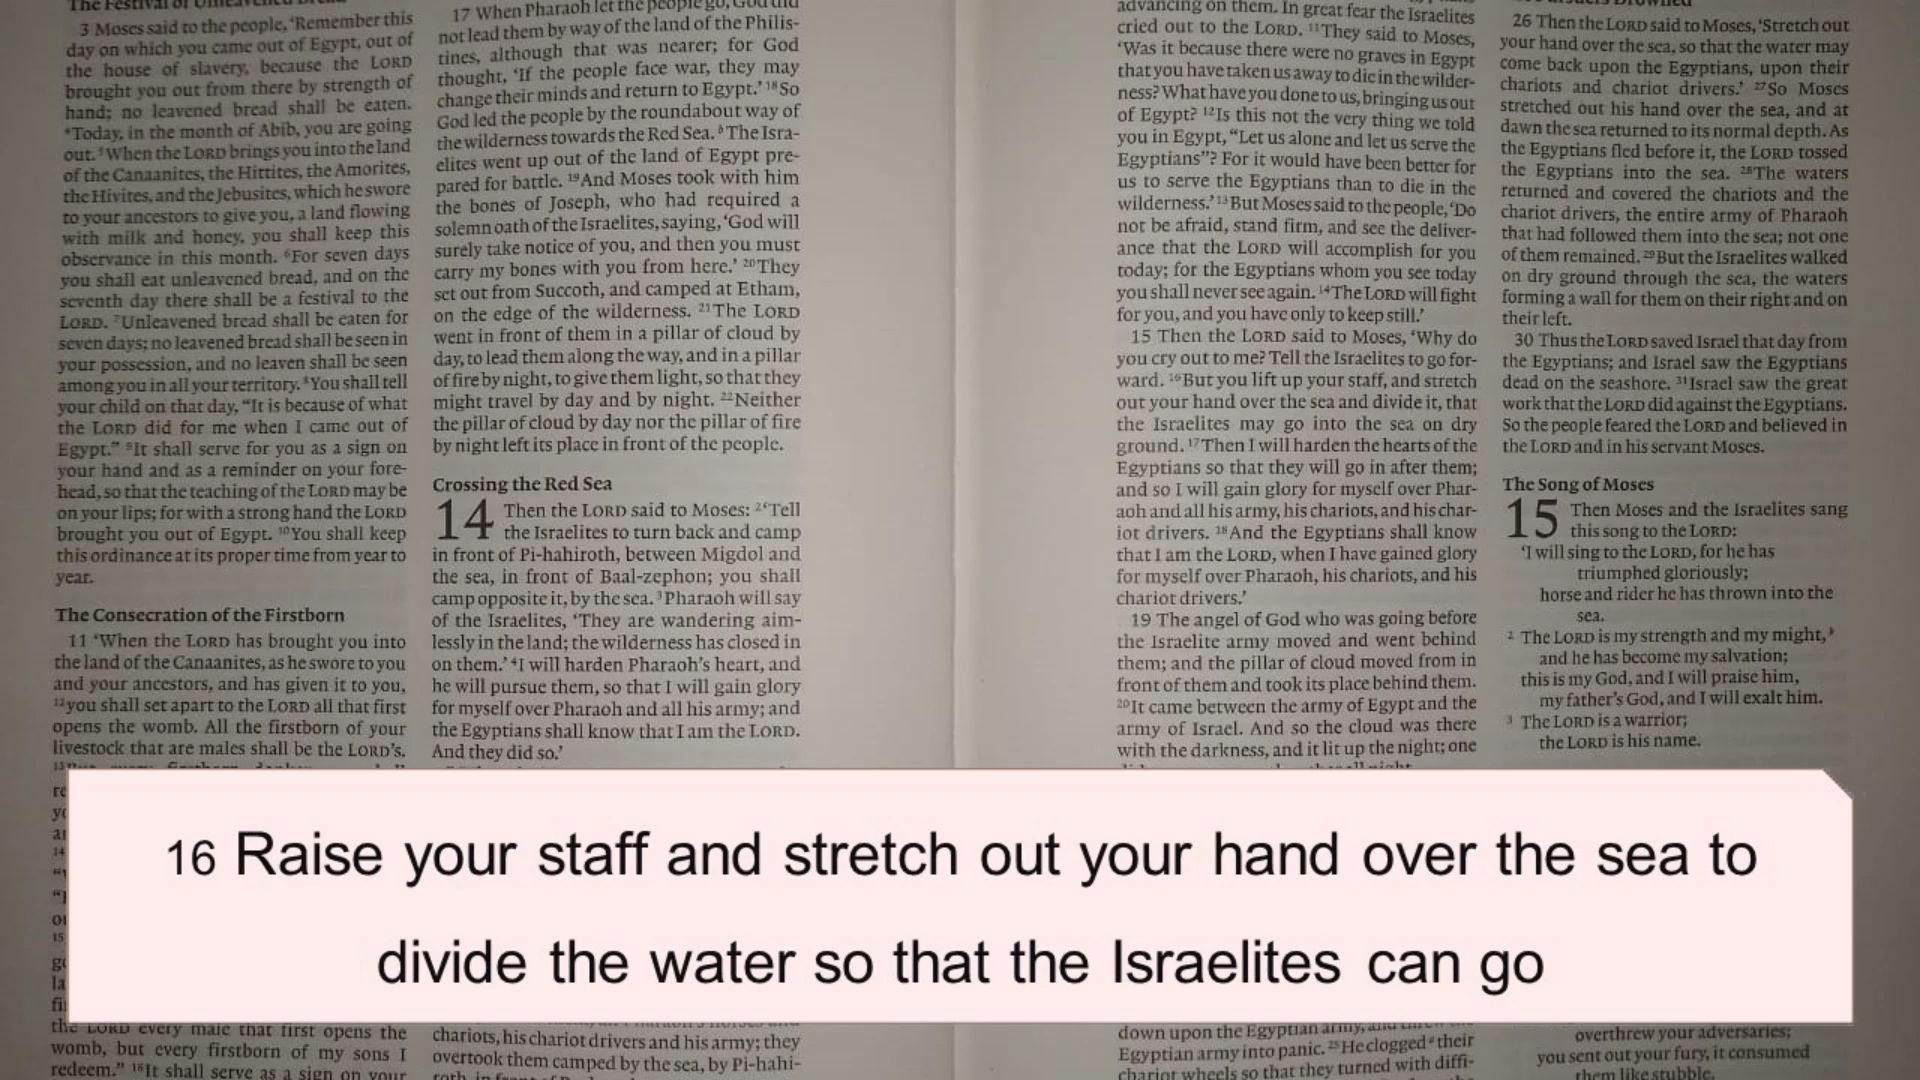 The Festival of Unleavened Bread
3 Moses said to the people, ‘Remember this
day on which you came out of Egypt, out of
the house of slavery, because the LORD
brought you out from there by strength of
hand; no leavened bread shall be eaten.
4Today, in the month of Abib, you are going
out. 5When the LORD brings you into the land
of the Canaanites, the Hittites, the Amorites,
the Hivites, and the Jebusites, which he swore
to your ancestors to give you, a land flowing
with milk and honey, you shall keep this
observance in this month. 6For seven days
you shall eat unleavened bread, and on the
seventh day there shall be a festival to the
LORD. 7Unleavened bread shall be eaten for
seven days; no leavened bread shall be seen in
your possession, and no leaven shall be seen
among you in all your territory. 8You shall tell
your child on that day, “It is because of what
the LORD did for me when I came out of
Egypt.” 9It shall serve for you as a sign on
your hand and as a reminder on your fore-
head, so that the teaching of the LORD may be
on your lips; for with a strong hand the LORD
brought you out of Egypt. 10You shall keep
this ordinance at its proper time from year to
year.
The Consecration of the Firstborn
11 ‘When the LORD has brought you into
the land of the Canaanites, as he swore to you
and your ancestors, and has given it to you,
12you shall set apart to the LORD all that first
opens the womb. All the firstborn of your
livestock that are males shall be the LORD’s.
the LORD every male that first opens the
womb, but every firstborn of my sons I
redeem.” 16It shall serve as a sign on your
17 When Pharaoh let the people go, God did
not lead them by way of the land of the Philis-
tines, although that was nearer; for God
thought, ‘If the people face war, they may
change their minds and return to Egypt.’ 18So
God led the people by the roundabout way of
the wilderness towards the Red Sea. b The Isra-
elites went up out of the land of Egypt pre-
pared for battle. 19And Moses took with him
the bones of Joseph, who had required a
solemn oath of the Israelites, saying, ‘God will
surely take notice of you, and then you must
carry my bones with you from here.’ 20They
set out from Succoth, and camped at Etham,
on the edge of the wilderness. 21The LORD
went in front of them in a pillar of cloud by
day, to lead them along the way, and in a pillar
of fire by night, to give them light, so that they
might travel by day and by night. 22Neither
the pillar of cloud by day nor the pillar of fire
by night left its place in front of the people.
Crossing the Red Sea
14 Then the LORD said to Moses: 2‘Tell
the Israelites to turn back and camp
in front of Pi-hahiroth, between Migdol and
the sea, in front of Baal-zephon; you shall
camp opposite it, by the sea. 3Pharaoh will say
of the Israelites, ‘They are wandering aim-
lessly in the land; the wilderness has closed in
on them.’ 4I will harden Pharaoh’s heart, and
he will pursue them, so that I will gain glory
for myself over Pharaoh and all his army; and
the Egyptians shall know that I am the LORD.
And they did so.’
chariots, his chariot drivers and his army; they
overtook them camped by the sea, by Pi-hahi-
advancing on them. In great fear the Israelites
cried out to the LORD. 11They said to Moses,
‘Was it because there were no graves in Egypt
that you have taken us away to die in the wilder-
ness? What have you done to us, bringing us out
of Egypt? 12Is this not the very thing we told
you in Egypt, “Let us alone and let us serve the
Egyptians”? For it would have been better for
us to serve the Egyptians than to die in the
wilderness.’ 13But Moses said to the people, ‘Do
not be afraid, stand firm, and see the deliver-
ance that the LORD will accomplish for you
today; for the Egyptians whom you see today
you shall never see again. 14The LORD will fight
for you, and you have only to keep still.’
15 Then the LORD said to Moses, ‘Why do
you cry out to me? Tell the Israelites to go for-
ward. 16But you lift up your staff, and stretch
out your hand over the sea and divide it, that
the Israelites may go into the sea on dry
ground. 17Then I will harden the hearts of the
Egyptians so that they will go in after them;
and so I will gain glory for myself over Phar-
aoh and all his army, his chariots, and his char-
iot drivers. 18And the Egyptians shall know
that I am the LORD, when I have gained glory
for myself over Pharaoh, his chariots, and his
chariot drivers.’
19 The angel of God who was going before
the Israelite army moved and went behind
them; and the pillar of cloud moved from in
front of them and took its place behind them.
20It came between the army of Egypt and the
army of Israel. And so the cloud was there
with the darkness, and it lit up the night; one
down upon the Egyptian army, and threw the
Egyptian army into panic. 25He clogged their
chariot wheels so that they turned with diffi-
26 Then the LORD said to Moses, ‘Stretch out
your hand over the sea, so that the water may
come back upon the Egyptians, upon their
chariots and chariot drivers.’ 27So Moses
stretched out his hand over the sea, and at
dawn the sea returned to its normal depth. As
the Egyptians fled before it, the LORD tossed
the Egyptians into the sea. 28The waters
returned and covered the chariots and the
chariot drivers, the entire army of Pharaoh
that had followed them into the sea; not one
of them remained. 29But the Israelites walked
on dry ground through the sea, the waters
forming a wall for them on their right and on
their left.
30 Thus the LORD saved Israel that day from
the Egyptians; and Israel saw the Egyptians
dead on the seashore. 31Israel saw the great
work that the LORD did against the Egyptians.
So the people feared the LORD and believed in
the LORD and in his servant Moses.
The Song of Moses
15 Then Moses and the Israelites sang
this song to the LORD:
‘I will sing to the LORD, for he has
triumphed gloriously;
horse and rider he has thrown into the
sea.
2 The LORD is my strength and my might,
and he has become my salvation;
this is my God, and I will praise him,
my father’s God, and I will exalt him.
3 The LORD is a warrior;
the LORD is his name.
overthrew your adversaries;
you sent out your fury, it consumed
them like stubble.
16 Raise your staff and stretch out your hand over the sea to
divide the water so that the Israelites can go